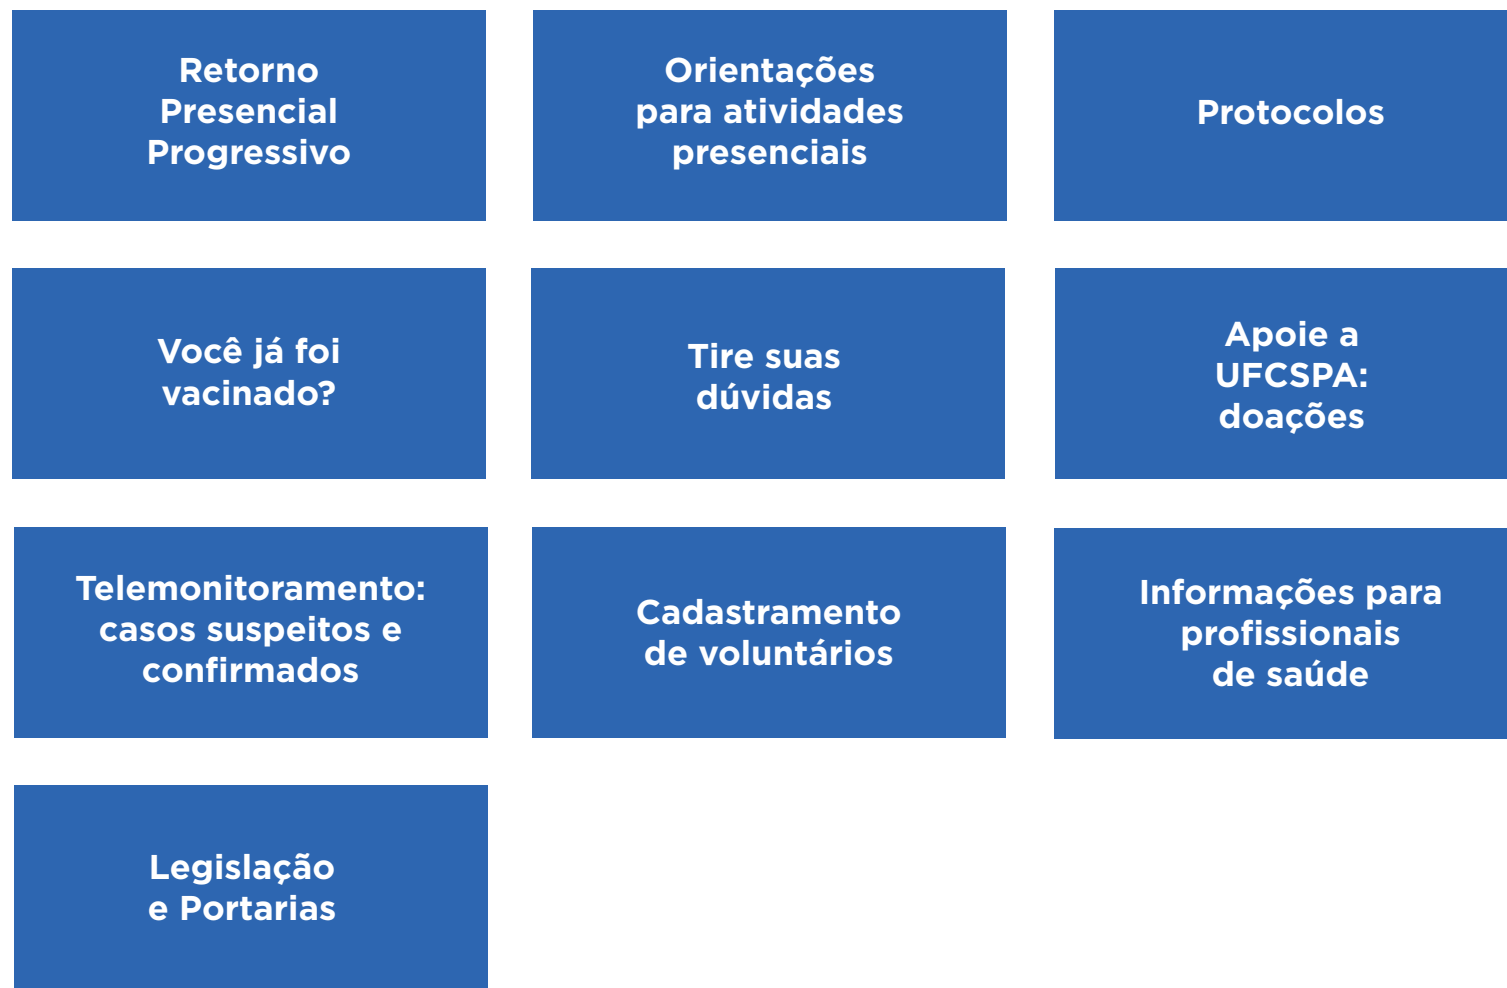 Retorno
Presencial
Progressivo
Orientações
para atividades
presenciais
Protocolos
Você já foi
vacinado?
Tire suas
dúvidas
Apoie a
UFCSPA:
doações
Telemonitoramento:
casos suspeitos e
confirmados
Cadastramento
de voluntários
Informações para
profissionais
de saúde
Legislação
e Portarias